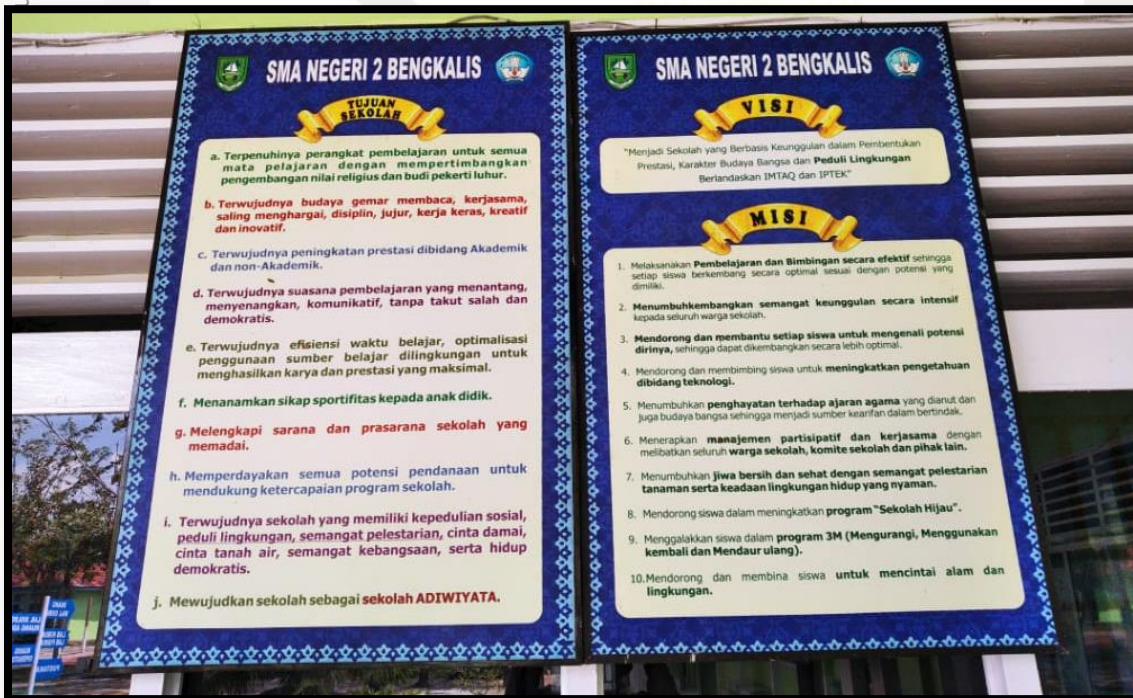 SMA NEGERI 2 BENGKALIS
TUJUAN
SEKOLAH
a. Terpenuhinya perangkat pembelajaran untuk semua
mata pelajaran dengan mempertimbangkan
pengembangan nilai religius dan budi pekerti luhur.
b. Terwujudnya budaya gemar membaca, kerjasama,
saling menghargai, disiplin, jujur, kerja keras, kreatif
dan inovatif.
c. Terwujudnya peningkatan prestasi dibidang Akademik
dan non-Akademik.
d. Terwujudnya suasana pembelajaran yang menantang,
menyenangkan, komunikatif, tanpa takut salah dan
demokratis.
e. Terwujudnya efisiensi waktu belajar, optimalisasi
penggunaan sumber belajar dilingkungan untuk
menghasilkan karya dan prestasi yang maksimal.
f. Menanamkan sikap sportifitas kepada anak didik.
g. Melengkapi sarana dan prasarana sekolah yang
memadai.
h. Memperdayakan semua potensi pendanaan untuk
mendukung ketercapaian program sekolah.
i. Terwujudnya sekolah yang memiliki kepedulian sosial,
peduli lingkungan, semangat pelestarian, cinta damai,
cinta tanah air, semangat kebangsaan, serta hidup
demokratis.
j. Mewujudkan sekolah sebagai sekolah ADIWIYATA.
SMA NEGERI 2 BENGKALIS
VISI
"Menjadi Sekolah yang Berbasis Keunggulan dalam Pembentukan
Prestasi, Karakter Budaya Bangsa dan Peduli Lingkungan
Berlandaskan IMTAQ dan IPTEK"
MISI
1. Melaksanakan Pembelajaran dan Bimbingan secara efektif sehingga
setiap siswa berkembang secara optimal sesuai dengan potensi yang
dimiliki.
2. Menumbuhkembangkan semangat keunggulan secara intensif
kepada seluruh warga sekolah.
3. Mendorong dan membantu setiap siswa untuk mengenali potensi
dirinya, sehingga dapat dikembangkan secara lebih optimal.
4. Mendorong dan membimbing siswa untuk meningkatkan pengetahuan
dibidang teknologi.
5. Menumbuhkan penghayatan terhadap ajaran agama yang dianut dan
juga budaya bangsa sehingga menjadi sumber kearifan dalam bertindak.
6. Menerapkan manajemen partisipatif dan kerjasama dengan
melibatkan seluruh warga sekolah, komite sekolah dan pihak lain.
7. Menumbuhkan jiwa bersih dan sehat dengan semangat pelestarian
tanaman serta keadaan lingkungan hidup yang nyaman.
8. Mendorong siswa dalam meningkatkan program "Sekolah Hijau".
9. Menggalakkan siswa dalam program 3M (Mengurangi, Menggunakan
kembali dan Mendaur ulang).
10.Mendorong dan membina siswa untuk mencintai alam dan
lingkungan.